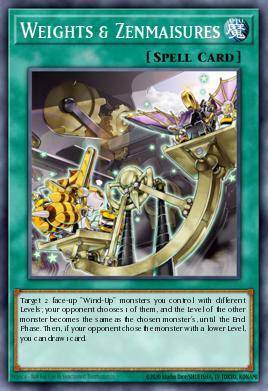 WEIGHTS & ZENMAISURES
魔
[SPELL CARD]
Target 2 face-up "Wind-Up" monsters you control with different
Levels; your opponent chooses 1 of them, and the level of the other
monster becomes the same as the chosen monster's, until the End
Phase. Then, if your opponent chose the monster with a lower Level,
you can draw 1 card.